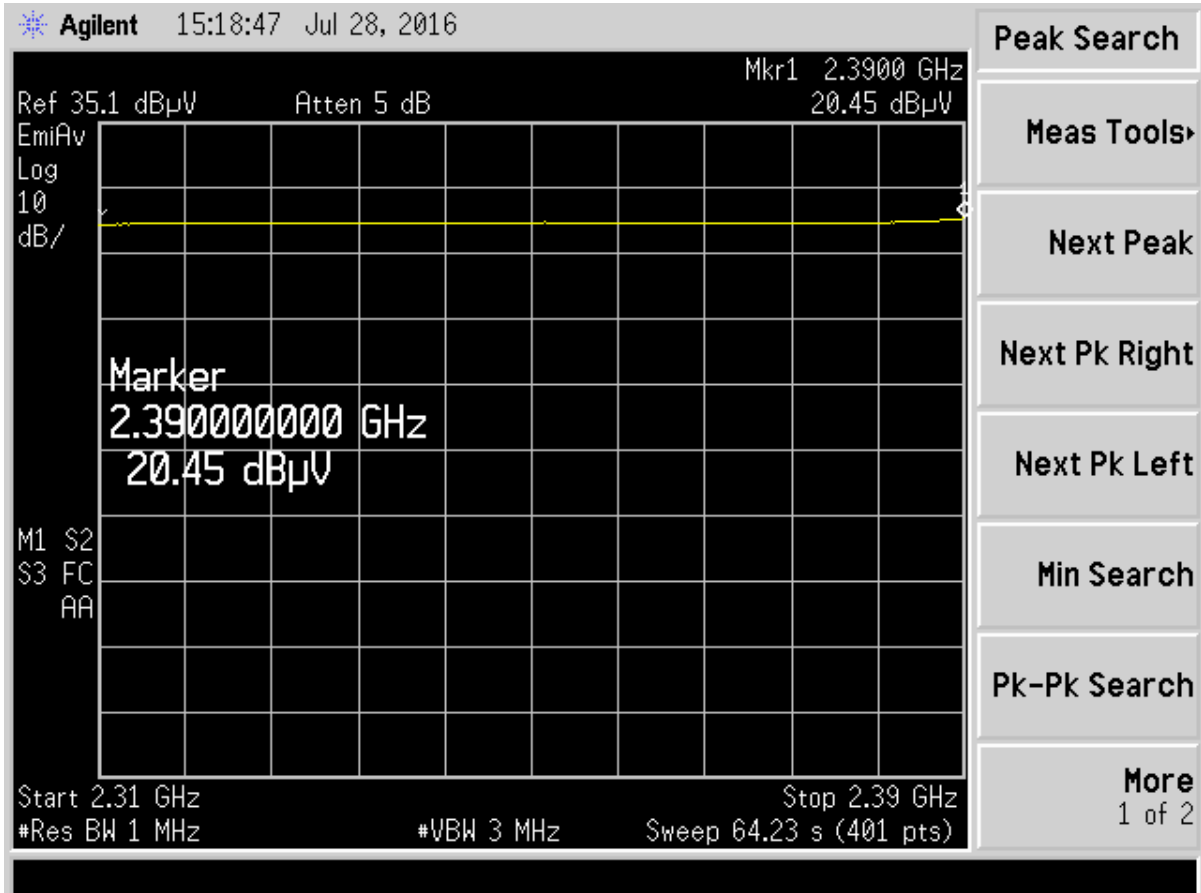 Agilent 15:18:47 Jul 28, 2016
Peak Search
Mkr1 2.3900 GHz
Ref 35.1 dBµV Atten 5 dB 20.45 dBµV
EmiAv
Log
10
dB/
1
Marker
2.390000000 GHz
20.45 dBµV
M1 S2
S3 FC
AA
Start 2.31 GHz Stop 2.39 GHz
#Res BW 1 MHz #VBW 3 MHz Sweep 64.23 s (401 pts)
Meas Tools
Next Peak
Next Pk Right
Next Pk Left
Min Search
Pk-Pk Search
More
1 of 2